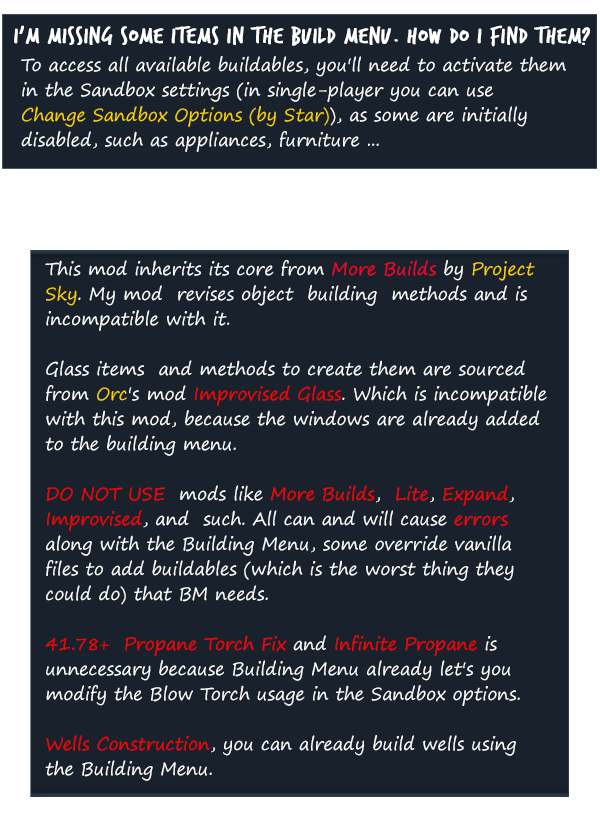 I'M MISSING SOME ITEMS IN THE BUILD MENU. HOW DO I FIND THEM?
To access all available buildables, you'll need to activate them
in the Sandbox settings (in single-player you can use
Change Sandbox Options (by Star)), as some are initially
disabled, such as appliances, furniture ...
This mod inherits its core from More Builds by Project
Sky. My mod revises object building methods and is
incompatible with it.
Glass items and methods to create them are sourced
from Orc's mod Improvised Glass. Which is incompatible
with this mod, because the windows are already added
to the building menu.
DO NOT USE mods like More Builds, Lite, Expand,
Improvised, and such. All can and will cause errors
along with the Building Menu, some override vanilla
files to add buildables (which is the worst thing they
could do) that BM needs.
41.78+ Propane Torch Fix and Infinite Propane is
unnecessary because Building Menu already let's you
modify the Blow Torch usage in the Sandbox options.
Wells Construction, you can already build wells using
the Building Menu.